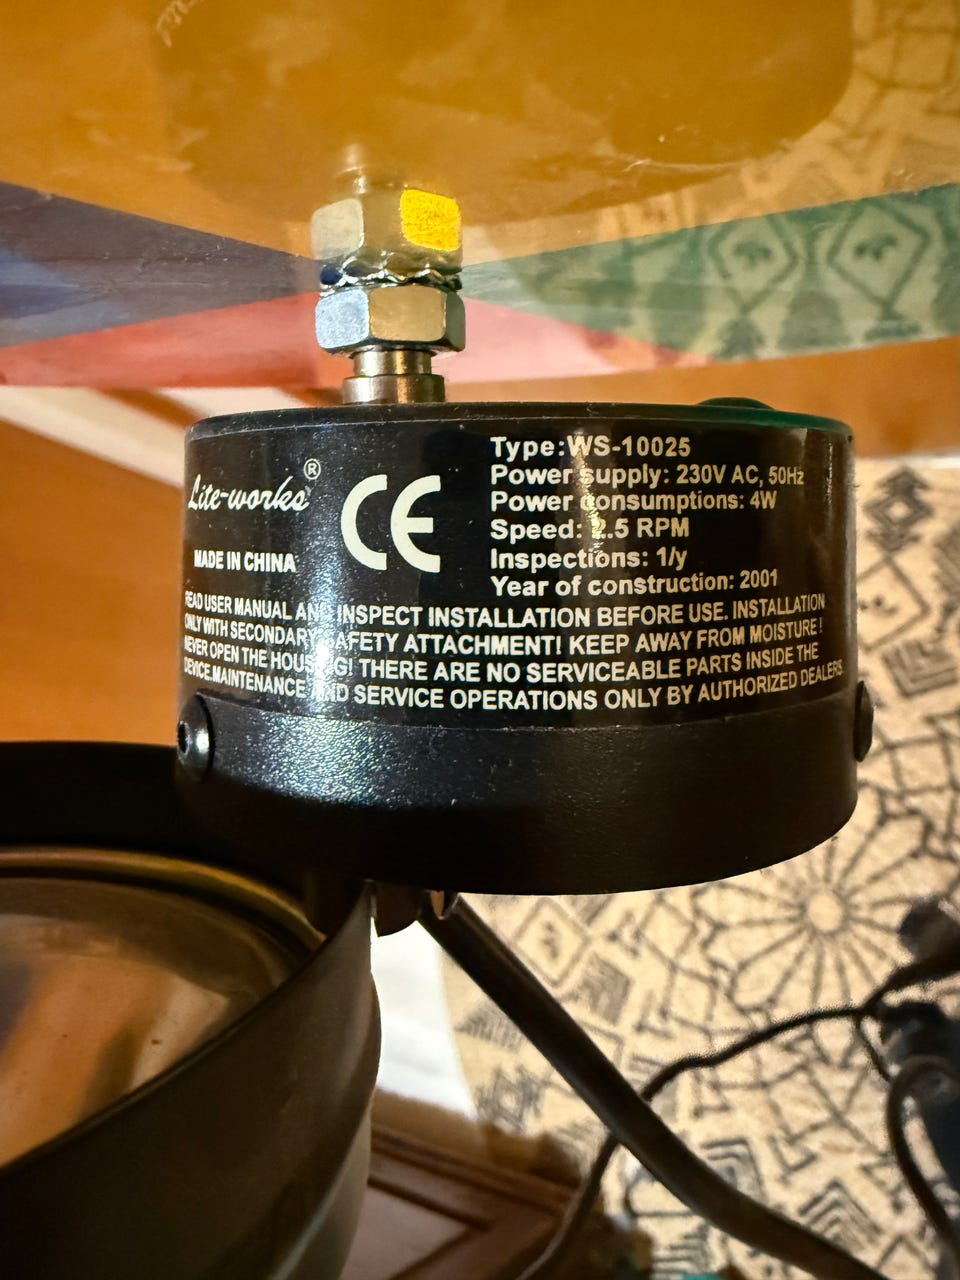 Lite-works®
MADE IN CHINA
CE
Type:WS-10025
Power supply: 230V AC, 50Hz
Power consumptions: 4W
Speed: .5 RPM
Inspections: 1/y
Year of construction: 2001
READ USER MANUAL AND INSPECT INSTALLATION BEFORE USE. INSTALLATION
ONLY WITH SECONDARY SAFETY ATTACHMENT! KEEP AWAY FROM MOISTURE !
NEVER OPEN THE HOUSING! THERE ARE NO SERVICEABLE PARTS INSIDE THE
DEVICE.MAINTENANCE AND SERVICE OPERATIONS ONLY BY AUTHORIZED DEALERS.